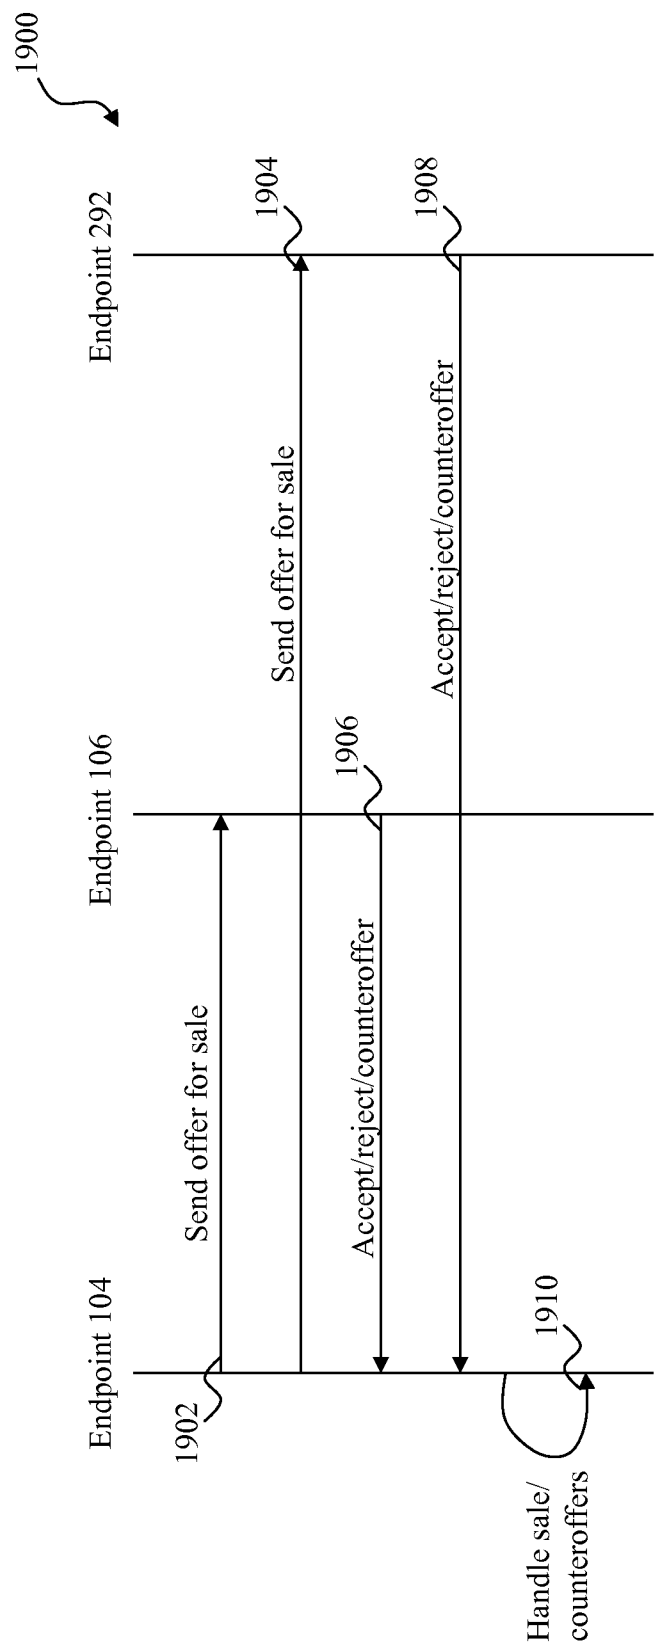 1900
Endpoint 104
Endpoint 106
Endpoint 292
Send offer for sale
1902
Send offer for sale
1904
Accept/reject/counteroffer
1906
Accept/reject/counteroffer
1908
Handle sale/
counteroffers
1910